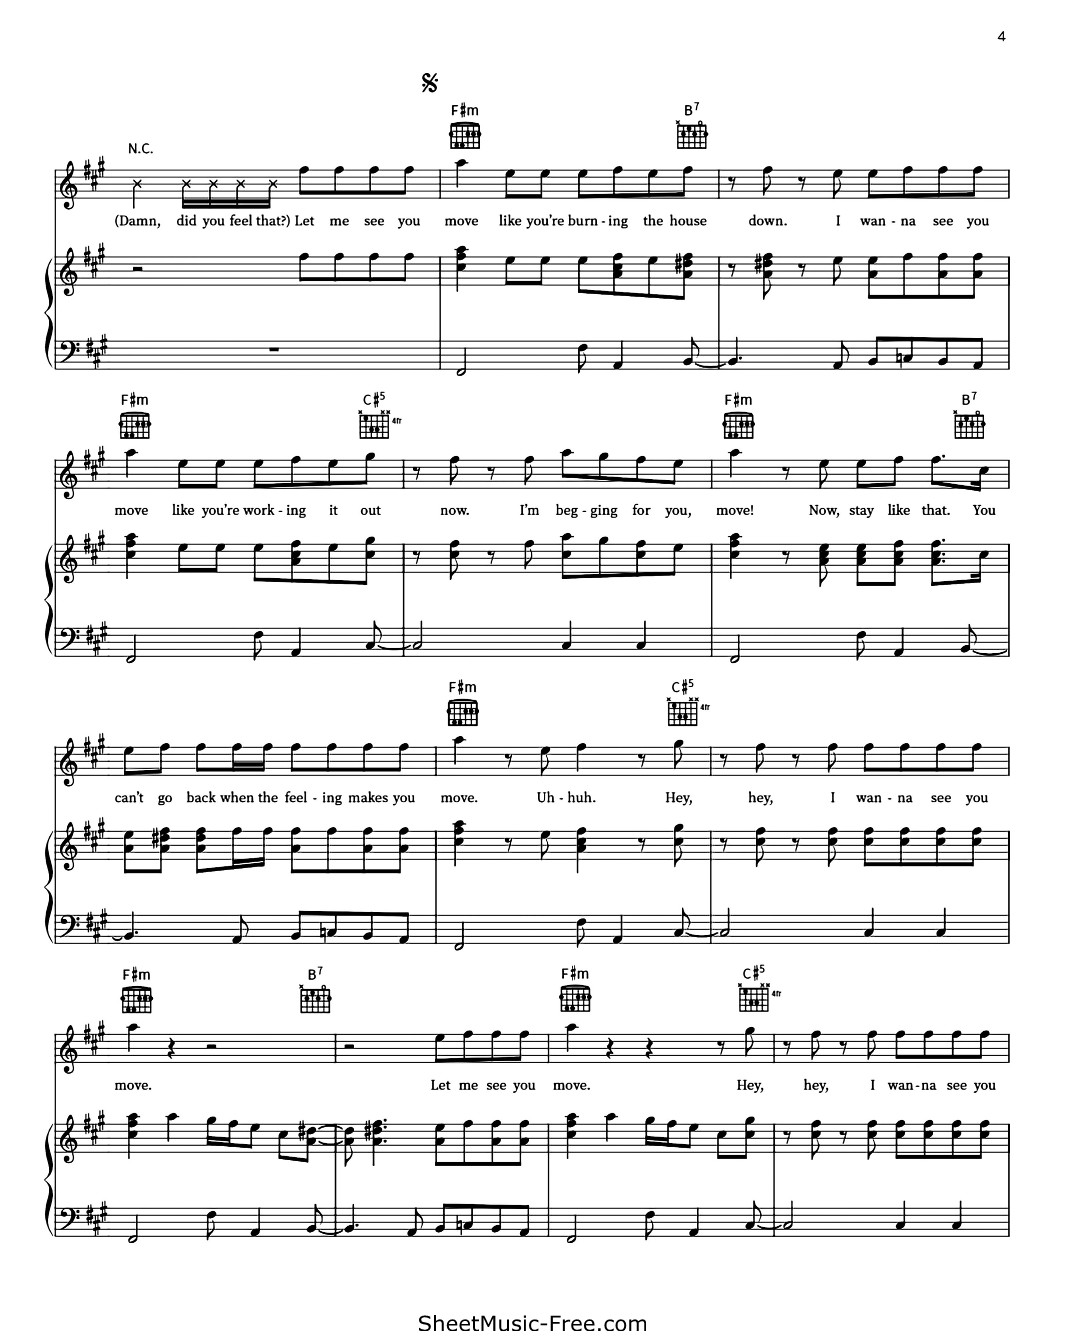 4
F♯m B7
N.C.
(Damn, did you feel that?) Let me see you move like you're burn - ing the house down. I wan - na see you
F♯m C♯5 F♯m B7
4fr
move like you're work - ing it out now. I'm beg - ging for you, move! Now, stay like that. You
F♯m C♯5
4fr
can't go back when the feel - ing makes you move. Uh - huh. Hey, hey, I wan - na see you
F♯m B7 F♯m C♯5
4fr
move. Let me see you move. Hey, hey, I wan - na see you
SheetMusic-Free.com